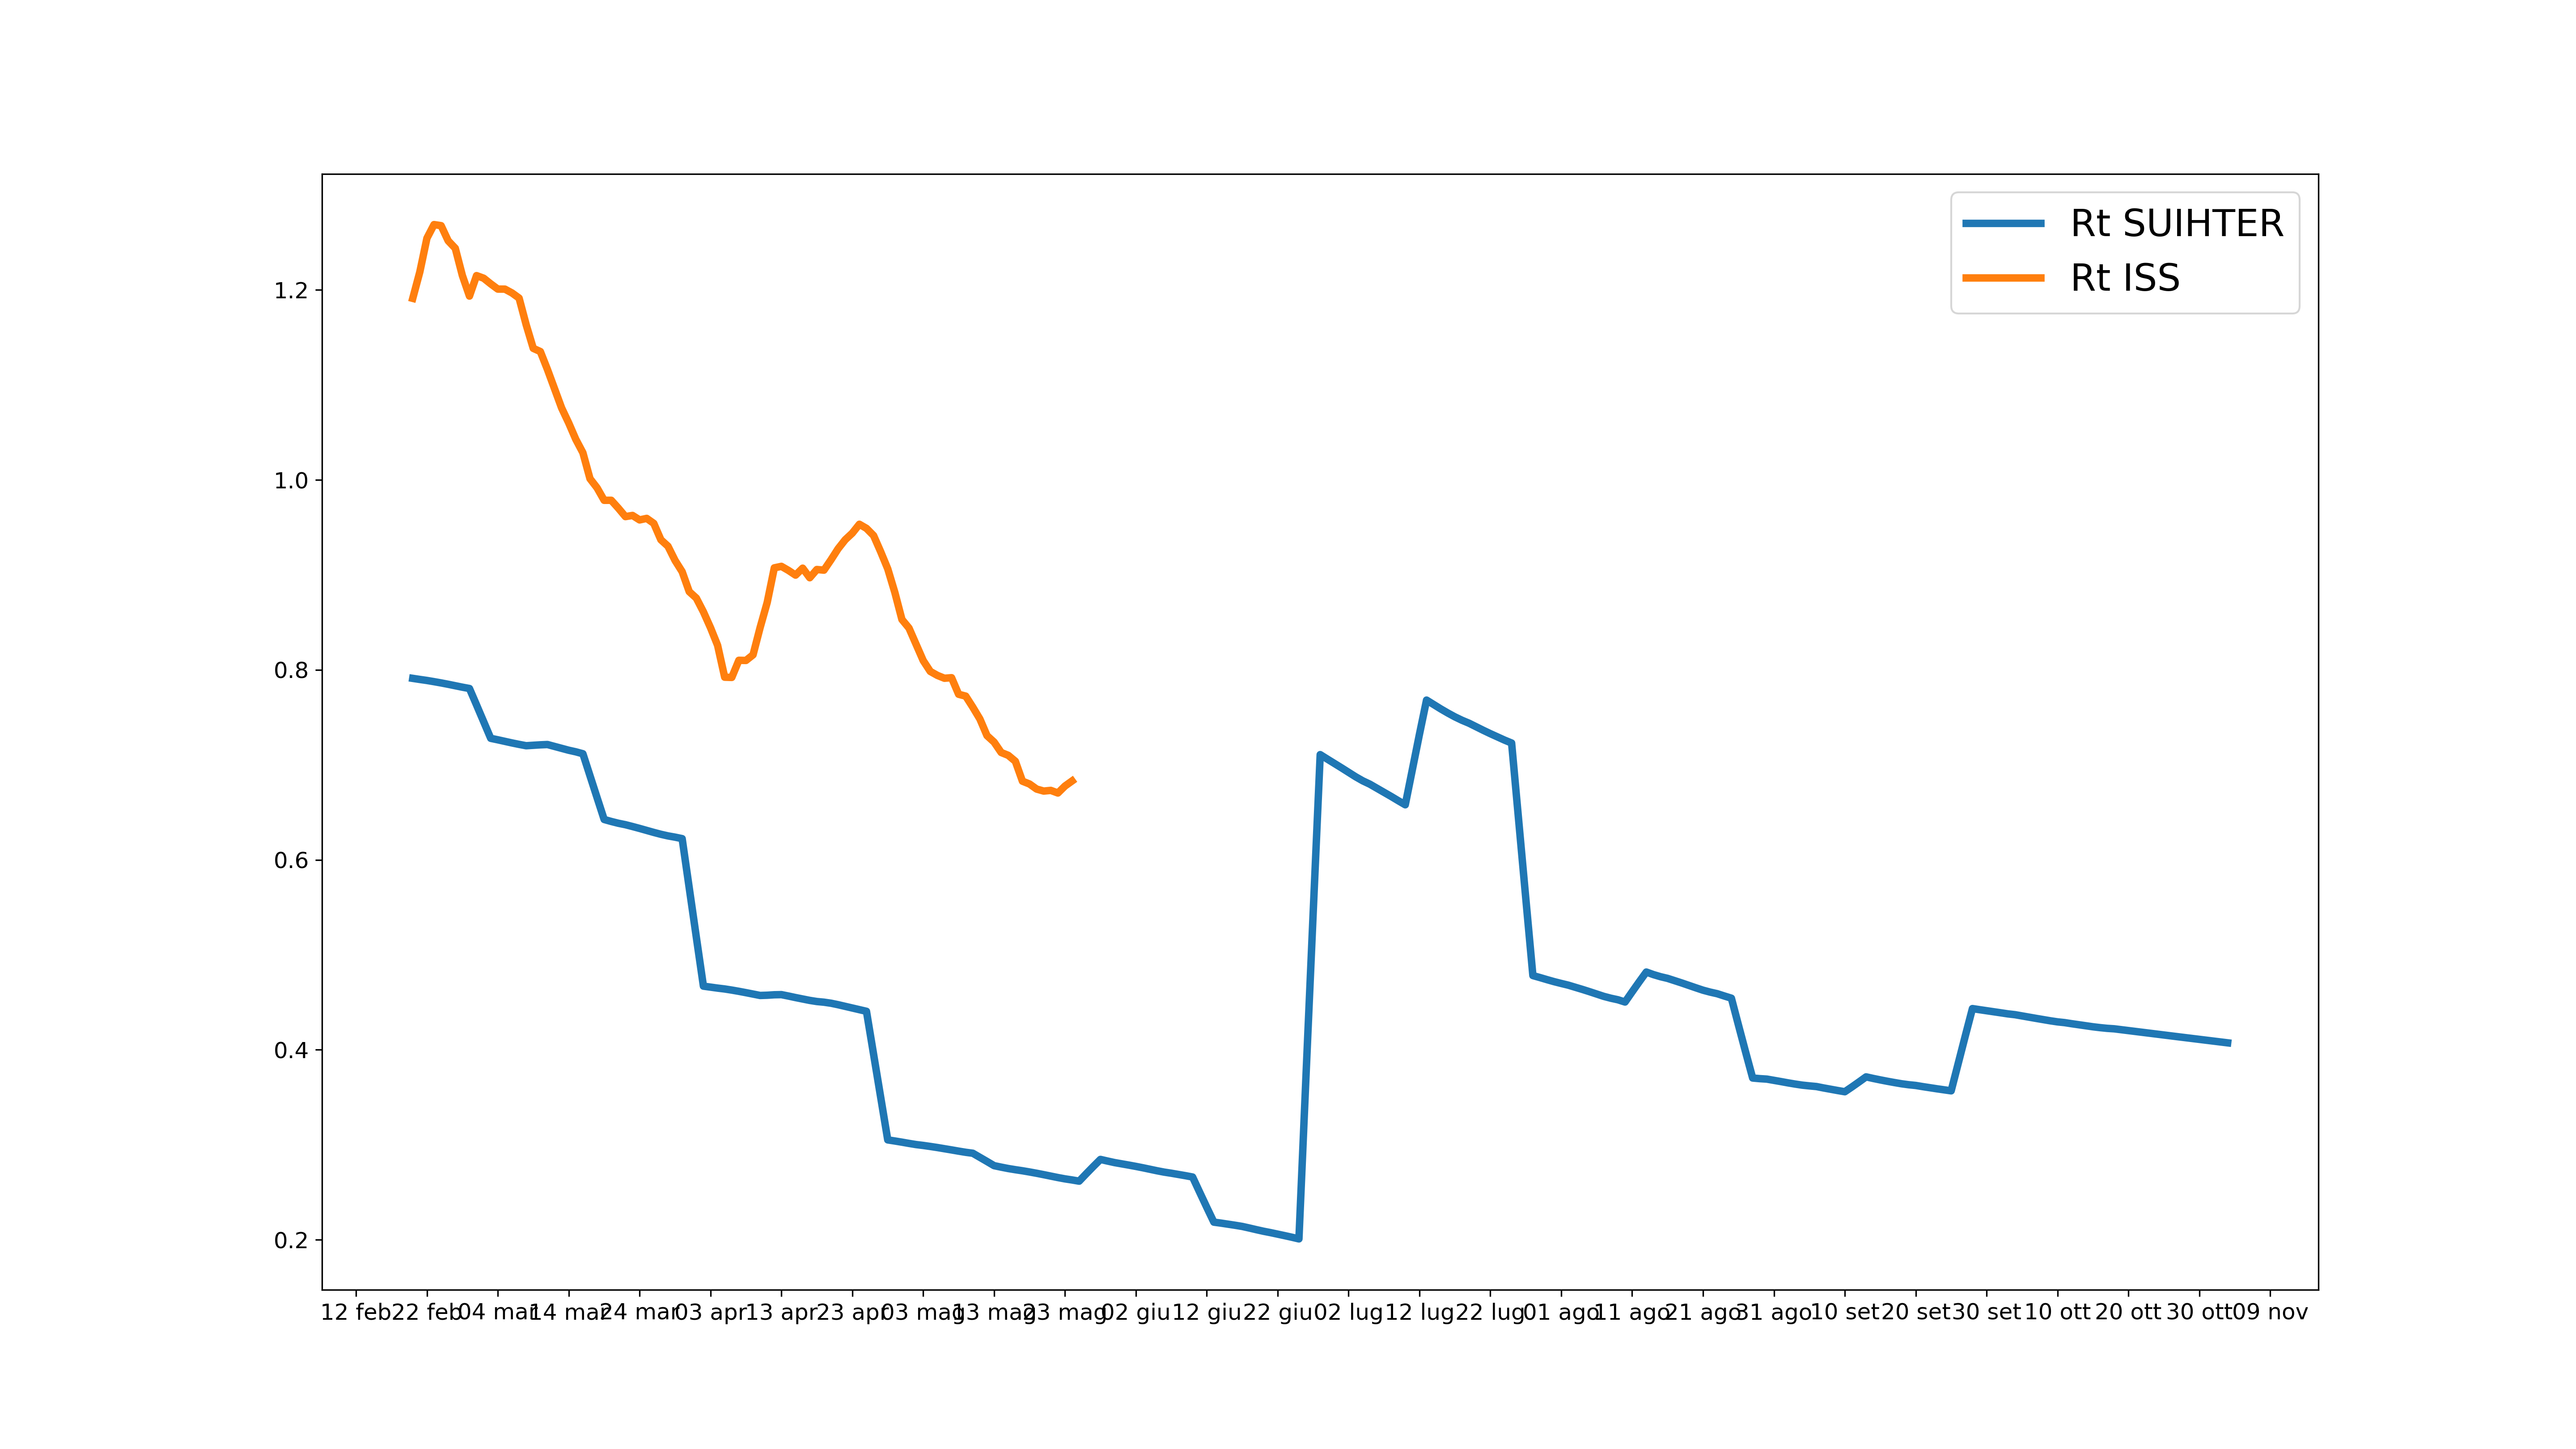 Rt SUIHTER
Rt ISS
1.2
1.0
0.8
0.6
0.4
0.2
12 feb 22 feb 04 mar 14 mar 24 mar 03 apr 13 apr 23 apr 03 mag 13 mag 23 mag 02 giu 12 giu 22 giu 02 lug 12 lug 22 lug 01 ago 11 ago 21 ago 31 ago 10 set 20 set 30 set 10 ott 20 ott 30 ott 09 nov